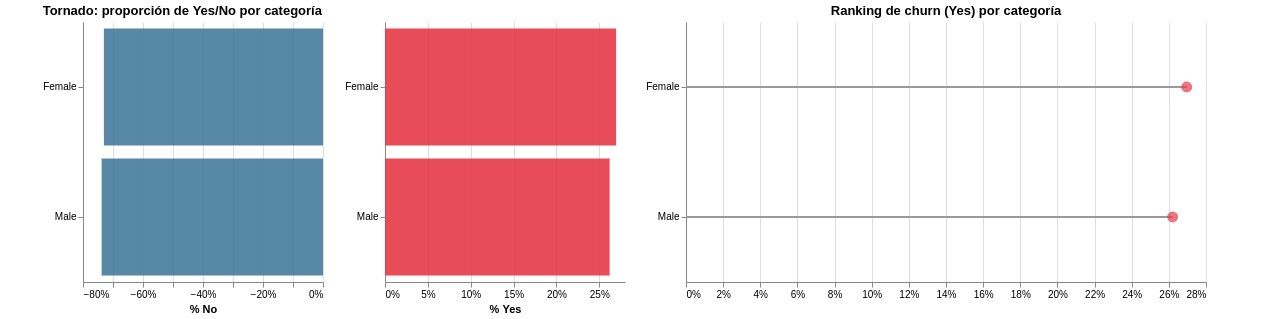 Tornado: proporción de Yes/No por categoría
Female
Male
−80% −60% −40% −20% 0%
% No
Female
Male
0% 5% 10% 15% 20% 25%
% Yes
Ranking de churn (Yes) por categoría
Female
Male
0% 2% 4% 6% 8% 10% 12% 14% 16% 18% 20% 22% 24% 26% 28%